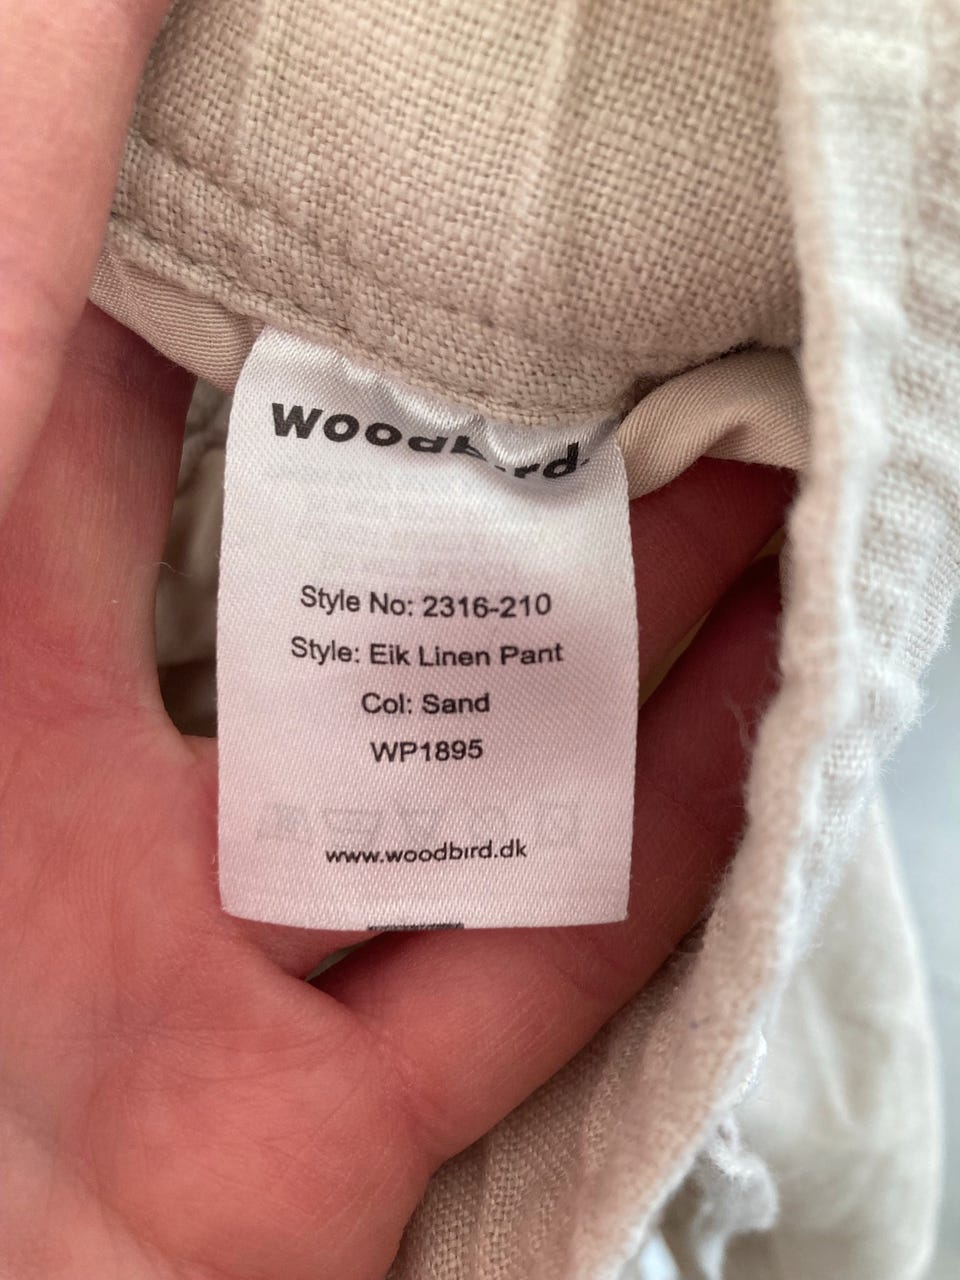 woodbird
Style No: 2316-210
Style: Eik Linen Pant
Col: Sand
WP1895
www.woodbird.dk